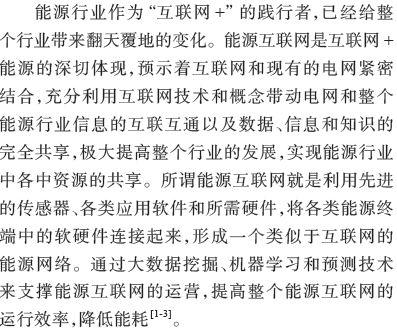 能源行业作为“互联网+”的践行者,已经给整
个行业带来翻天覆地的变化。能源互联网是互联网+
能源的深切体现,预示着互联网和现有的电网紧密
结合,充分利用互联网技术和概念带动电网和整个
能源行业信息的互联互通以及数据、信息和知识的
完全共享,极大提高整个行业的发展,实现能源行业
中各中资源的共享。所谓能源互联网就是利用先进
的传感器、各类应用软件和所需硬件,将各类能源终
端中的软硬件连接起来,形成一个类似于互联网的
能源网络。通过大数据挖掘、机器学习和预测技术
来支撑能源互联网的运营,提高整个能源互联网的
运行效率,降低能耗[1-3]。